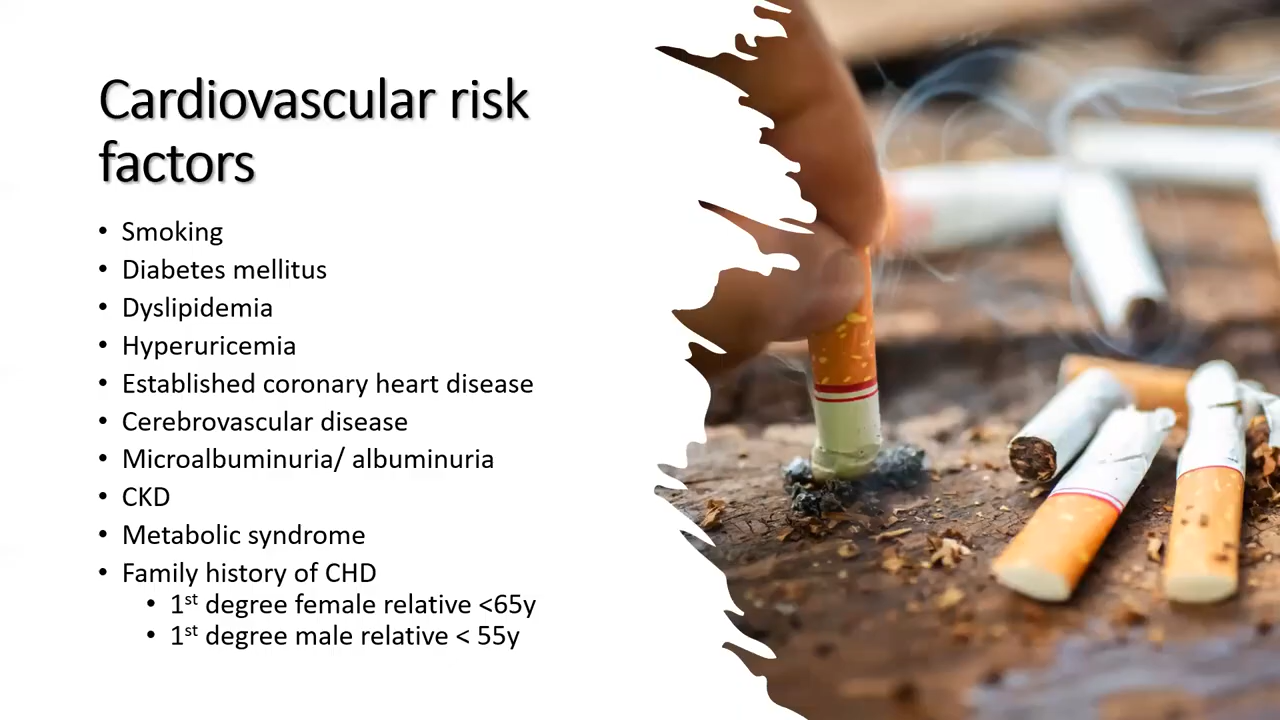 Cardiovascular risk
factors
• Smoking
• Diabetes mellitus
• Dyslipidemia
• Hyperuricemia
• Established coronary heart disease
• Cerebrovascular disease
• Microalbuminuria/ albuminuria
• CKD
• Metabolic syndrome
• Family history of CHD
• 1st degree female relative <65y
• 1st degree male relative < 55y